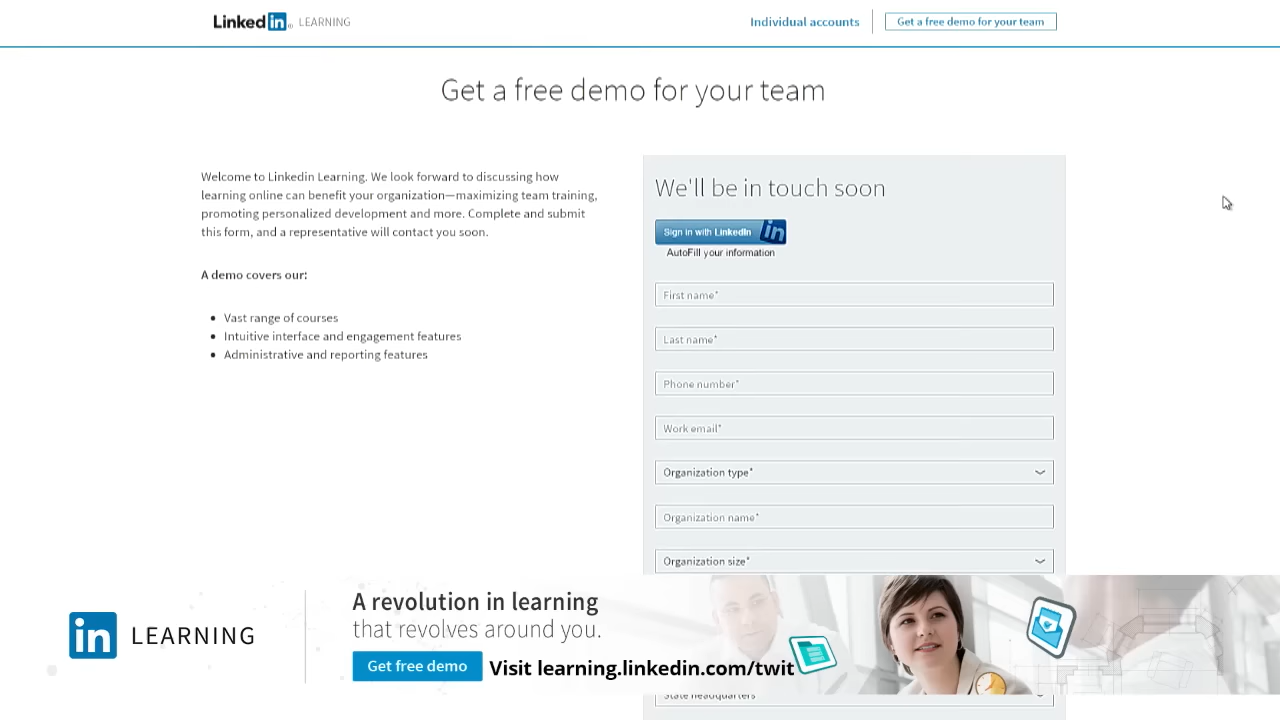 Linked in LEARNING
Individual accounts
Get a free demo for your team
Get a free demo for your team
Welcome to Linkedin Learning. We look forward to discussing how
learning online can benefit your organization—maximizing team training,
promoting personalized development and more. Complete and submit
this form, and a representative will contact you soon.
A demo covers our:
• Vast range of courses
• Intuitive interface and engagement features
• Administrative and reporting features
We'll be in touch soon
Sign in with LinkedIn in
AutoFill your information
First name*
Last name*
Phone number*
Work email*
Organization type*
Organization name*
Organization size*
in LEARNING
A revolution in learning
that revolves around you.
Get free demo
Visit learning.linkedin.com/twit
State headquarters